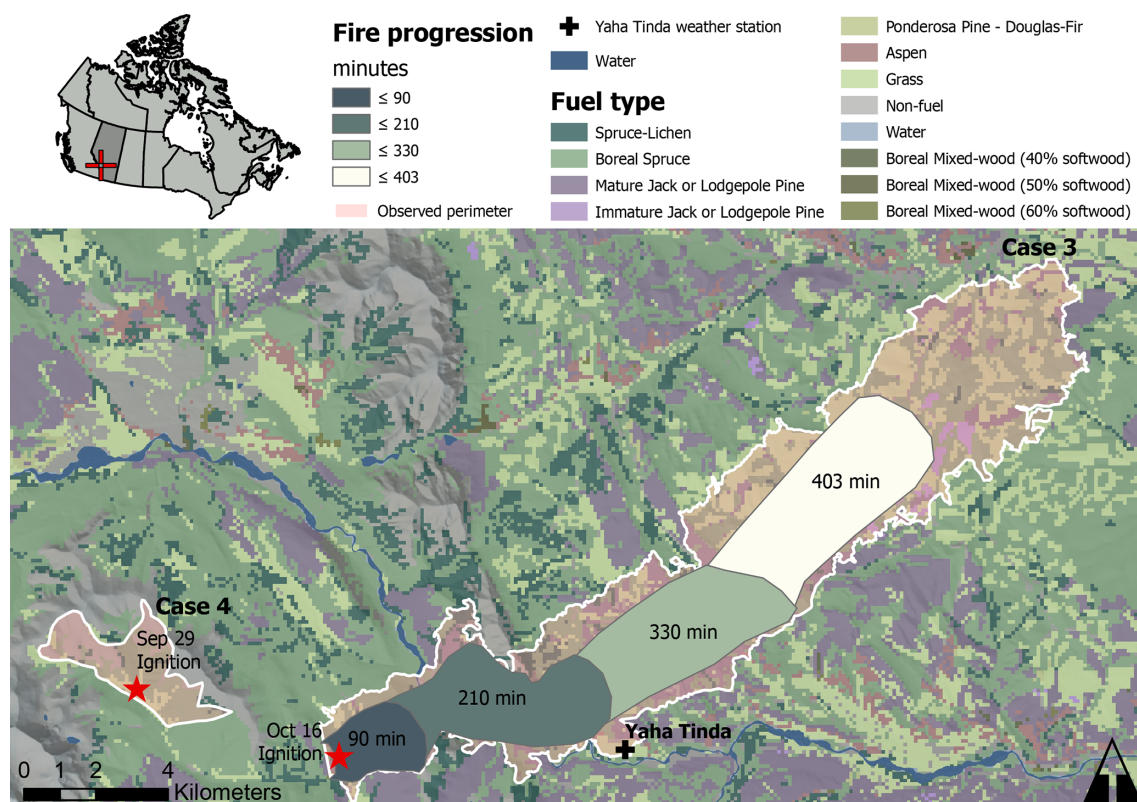 Fire progression
minutes
≤ 90
≤ 210
≤ 330
≤ 403
Observed perimeter
Yaha Tinda weather station
Water
Fuel type
Spruce-Lichen
Boreal Spruce
Mature Jack or Lodgepole Pine
Immature Jack or Lodgepole Pine
Ponderosa Pine - Douglas-Fir
Aspen
Grass
Non-fuel
Water
Boreal Mixed-wood (40% softwood)
Boreal Mixed-wood (50% softwood)
Boreal Mixed-wood (60% softwood)
Case 3
403 min
330 min
Case 4
Sep 29
Ignition
210 min
Oct 16
Ignition
90 min
Yaha Tinda
0 1 2 4
Kilometers